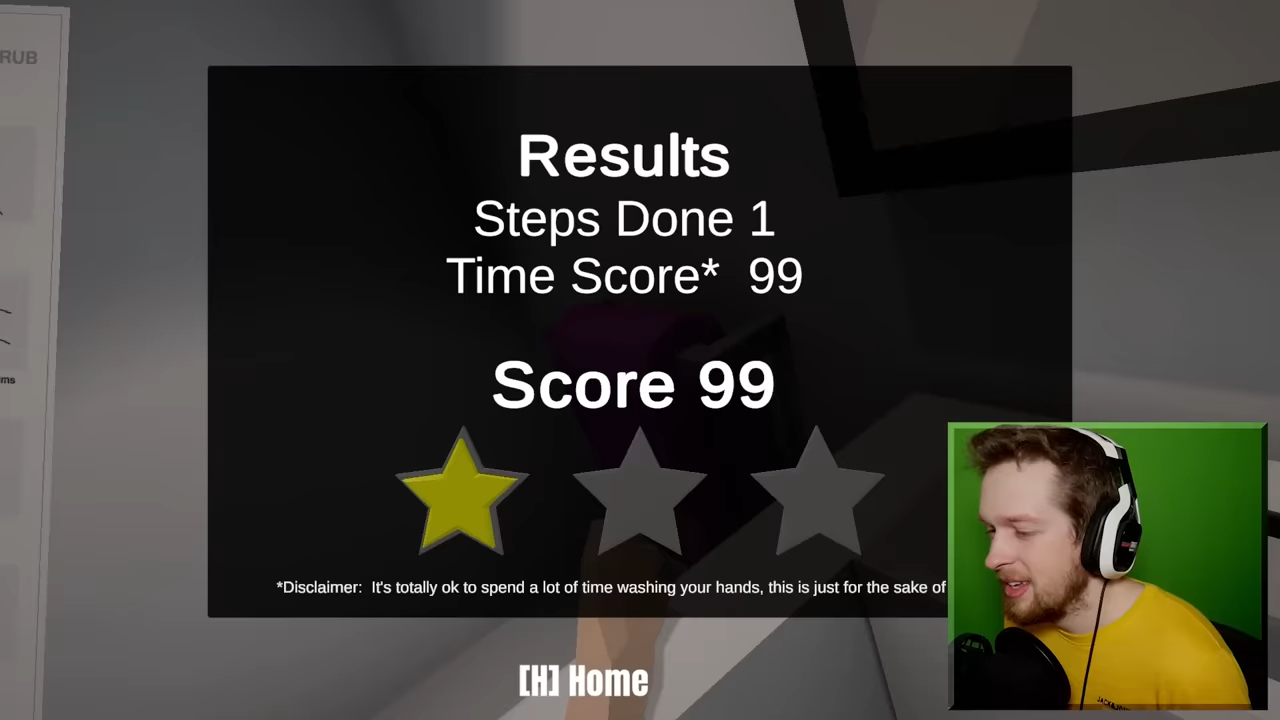 RUB
Results
Steps Done 1
Time Score* 99
ms
Score 99
*Disclaimer: It's totally ok to spend a lot of time washing your hands, this is just for the sake of
[H] Home